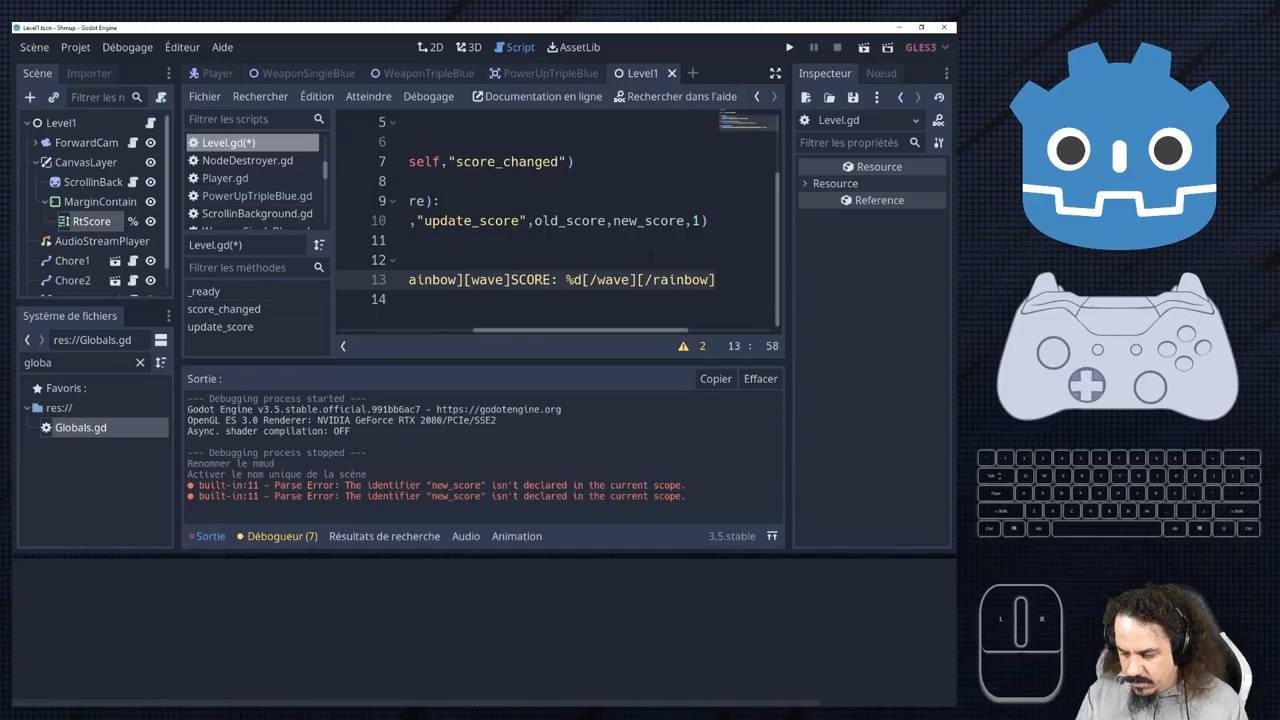 Level1.tscn - Shmup - Godot Engine
Scène Projet Débogage Éditeur Aide
2D 3D Script AssetLib
GLES3
Scène Importer
Player WeaponSingleBlue WeaponTripleBlue PowerUpTripleBlue Level1
Inspecteur Nœud
Filtrer les n
Fichier Rechercher Édition Atteindre Débogage Documentation en ligne Rechercher dans l'aide
Level1
ForwardCam
CanvasLayer
ScrollinBack
MarginContain
RtScore
AudioStreamPlayer
Chore1
Chore2
Filtrer les scripts
Level.gd(*)
NodeDestroyer.gd
Player.gd
PowerUpTripleBlue.gd
ScrollinBackground.gd
Level.gd(*)
Filtrer les méthodes
_ready
score_changed
update_score
5
6
7 self,"score_changed")
8
9 re):
10 ,"update_score",old_score,new_score,1)
11
12
13 ainbow][wave]SCORE: %d[/wave][/rainbow]
14
2 13 : 58
Level.gd
Filtrer les propriétés
Resource
Resource
Reference
Système de fichiers
res://Globals.gd
globa
Favoris :
res://
Globals.gd
Sortie :
Copier Effacer
--- Debugging process started ---
Godot Engine v3.5.stable.official.991bb6ac7 - https://godotengine.org
OpenGL ES 3.0 Renderer: NVIDIA GeForce RTX 2080/PCIe/SSE2
Async. shader compilation: OFF
--- Debugging process stopped ---
Renommer le nœud
Activer le nom unique de la scène
built-in:11 - Parse Error: The identifier "new_score" isn't declared in the current scope.
built-in:11 - Parse Error: The identifier "new_score" isn't declared in the current scope.
Sortie Débogueur (7) Résultats de recherche Audio Animation
3.5.stable
L R